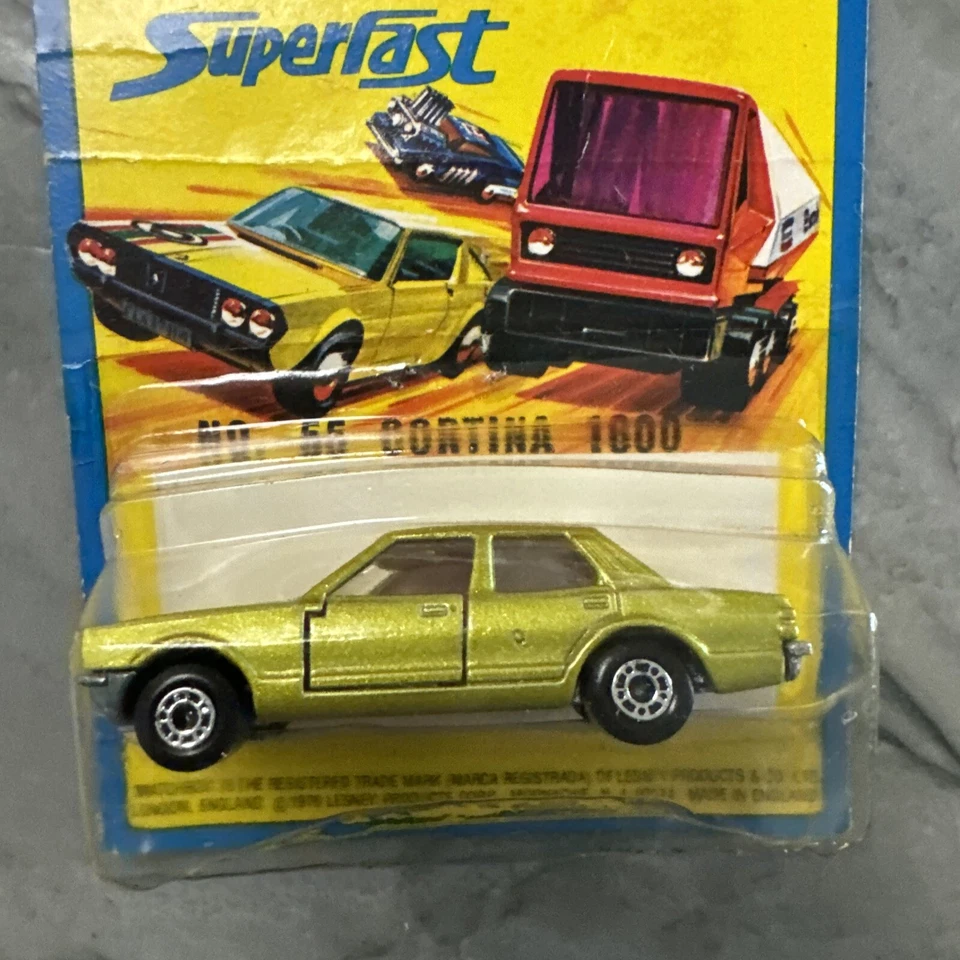 Superfast
NO. 55 CORTINA 1600
MATCHBOX IS THE REGISTERED TRADE MARK (MARCA REGISTRADA) OF LESNEY PRODUCTS & CO. LTD.
LONDON, ENGLAND © LESNEY PRODUCTS CORP. MADE IN ENGLAND